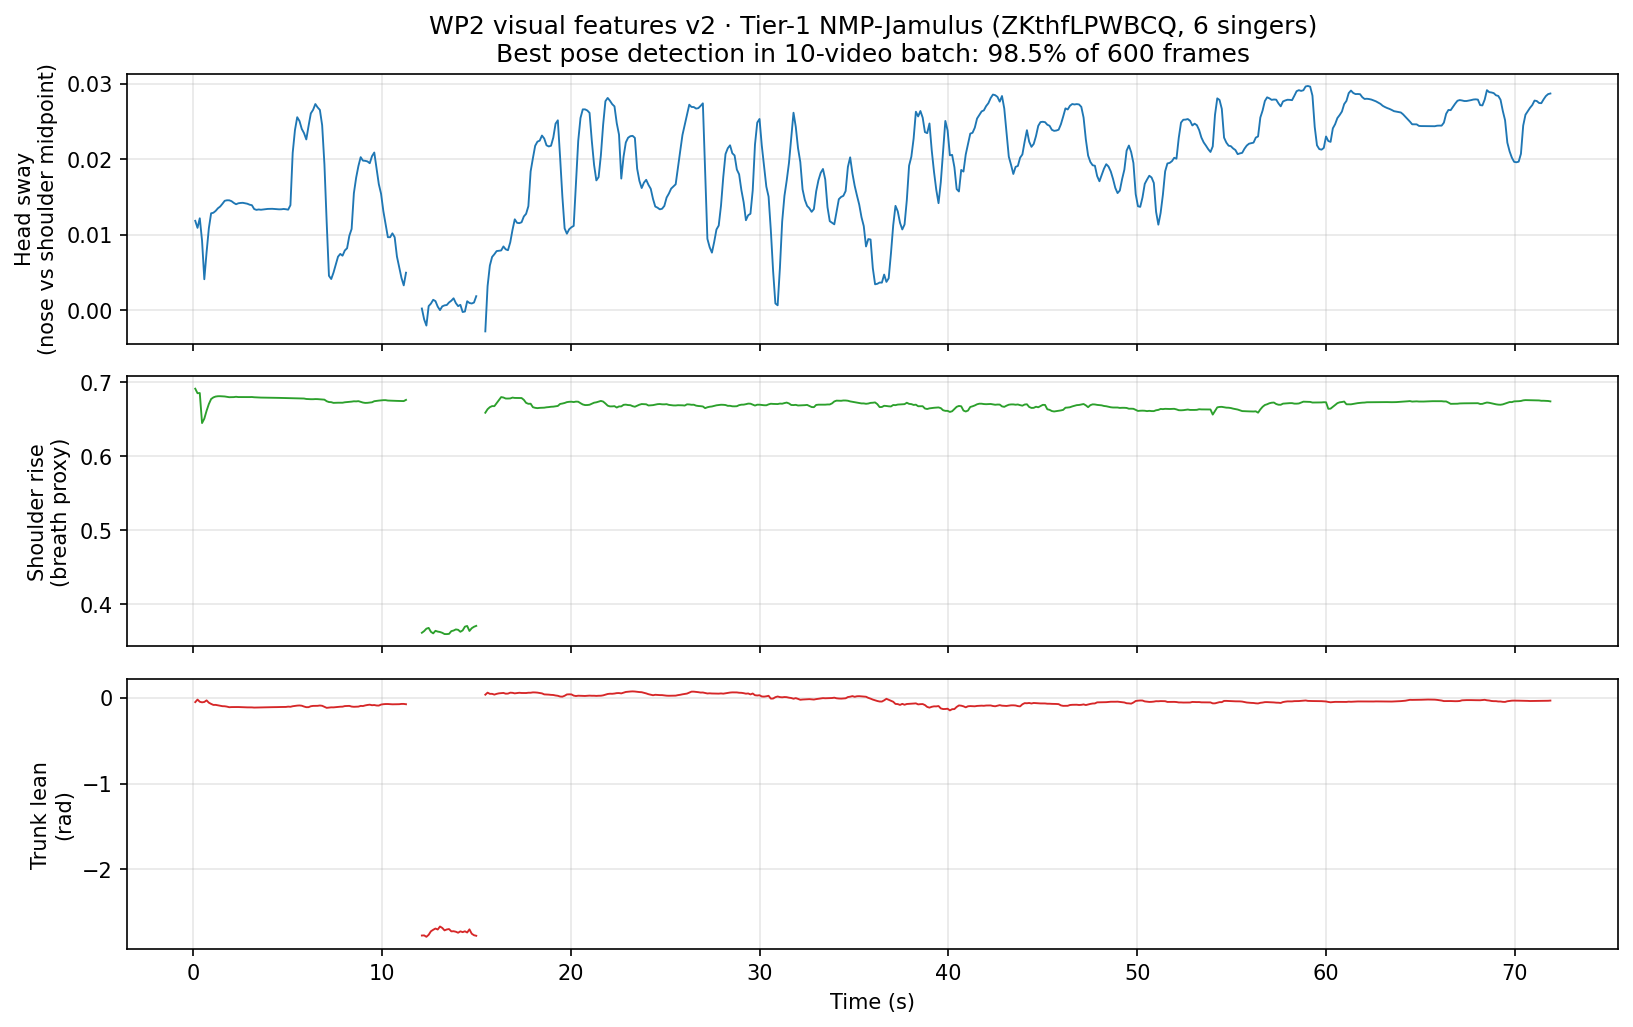 WP2 visual features v2 · Tier-1 NMP-Jamulus (ZKthfLPWBCQ, 6 singers)
Best pose detection in 10-video batch: 98.5% of 600 frames
Head sway
(nose vs shoulder midpoint)
0.03
0.02
0.01
0.00
Shoulder rise
(breath proxy)
0.7
0.6
0.5
0.4
Trunk lean
(rad)
0
−1
−2
0 10 20 30 40 50 60 70
Time (s)